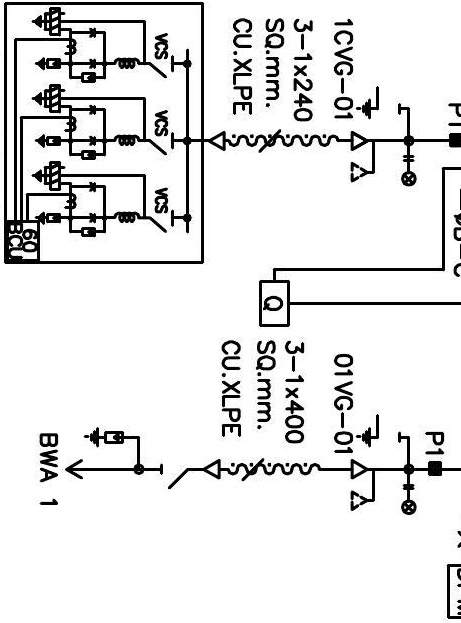 1CVG-01
3-1x240
SQ.mm.
CU.XLPE
P1
VCS
VCS
VCS
60
BCU
Q
01VG-01
3-1x400
SQ.mm.
CU.XLPE
P1
BWA 1